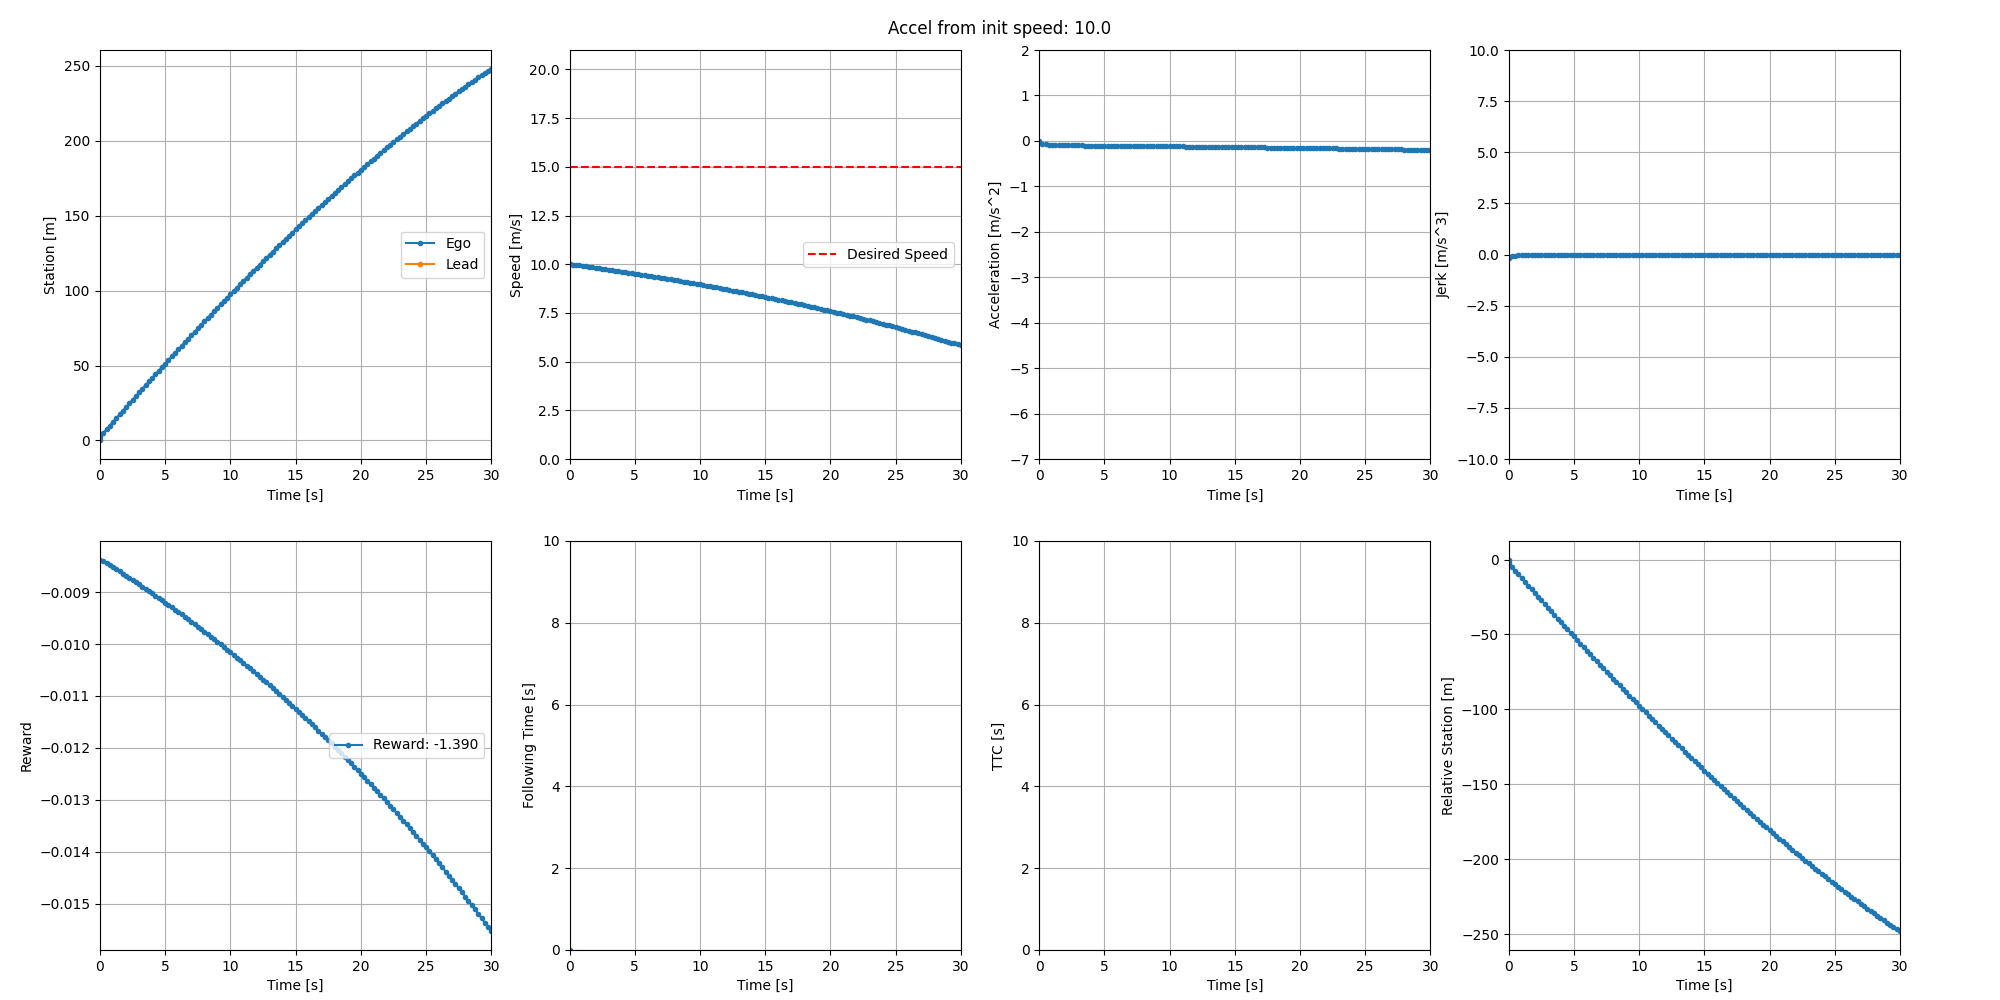 Accel from init speed: 10.0
Station [m]
250
200
150
100
50
0
Ego
Lead
0 5 10 15 20 25 30
Time [s]
Speed [m/s]
20.0
17.5
15.0
12.5
10.0
7.5
5.0
2.5
0.0
Desired Speed
0 5 10 15 20 25 30
Time [s]
Acceleration [m/s^2]
2
1
0
−1
−2
−3
−4
−5
−6
−7
0 5 10 15 20 25 30
Time [s]
Jerk [m/s^3]
10.0
7.5
5.0
2.5
0.0
−2.5
−5.0
−7.5
−10.0
0 5 10 15 20 25 30
Time [s]
Reward
−0.009
−0.010
−0.011
−0.012
−0.013
−0.014
−0.015
Reward: -1.390
0 5 10 15 20 25 30
Time [s]
Following Time [s]
10
8
6
4
2
0
0 5 10 15 20 25 30
Time [s]
TTC [s]
10
8
6
4
2
0
0 5 10 15 20 25 30
Time [s]
Relative Station [m]
0
−50
−100
−150
−200
−250
0 5 10 15 20 25 30
Time [s]